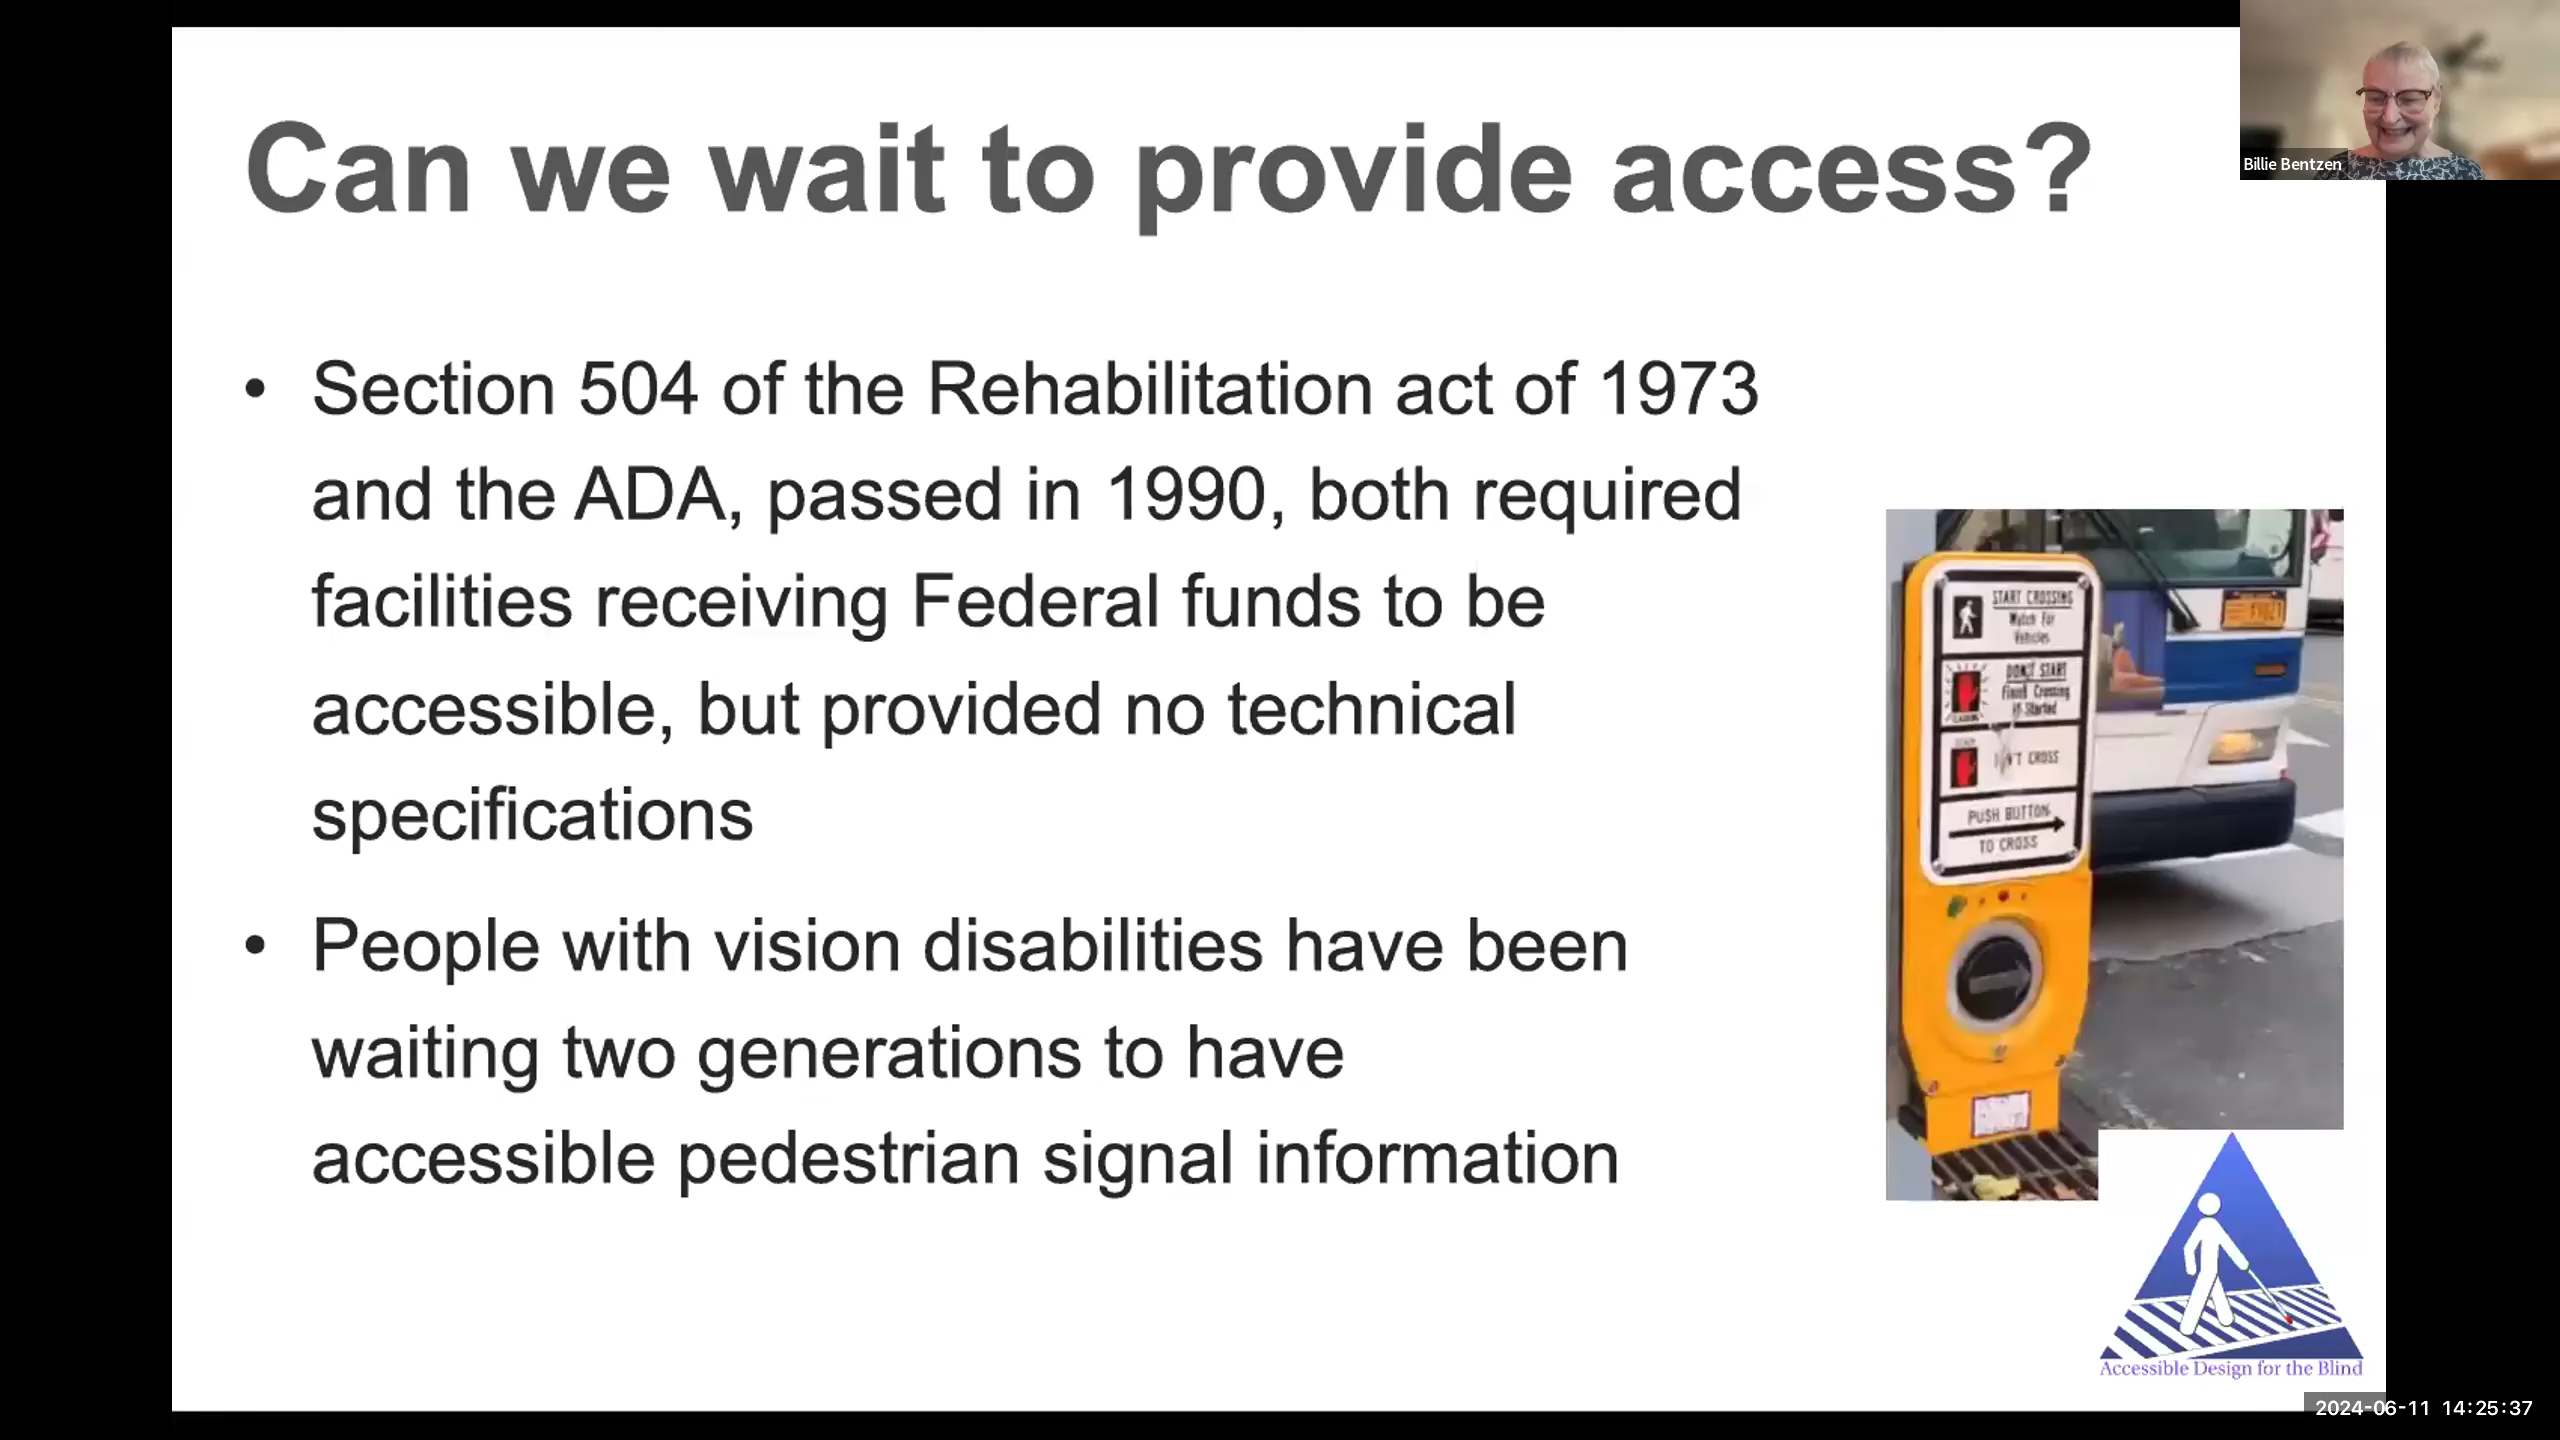 Can we wait to provide access?
Billie Bentzen
• Section 504 of the Rehabilitation act of 1973
and the ADA, passed in 1990, both required
facilities receiving Federal funds to be
accessible, but provided no technical
specifications
• People with vision disabilities have been
waiting two generations to have
accessible pedestrian signal information
START CROSSING
Watch For
Vehicles
DON'T START
Finish Crossing
If Started
CROSS
PUSH BUTTON
TO CROSS
Accessible Design for the Blind
2024-06-11 14:25:37